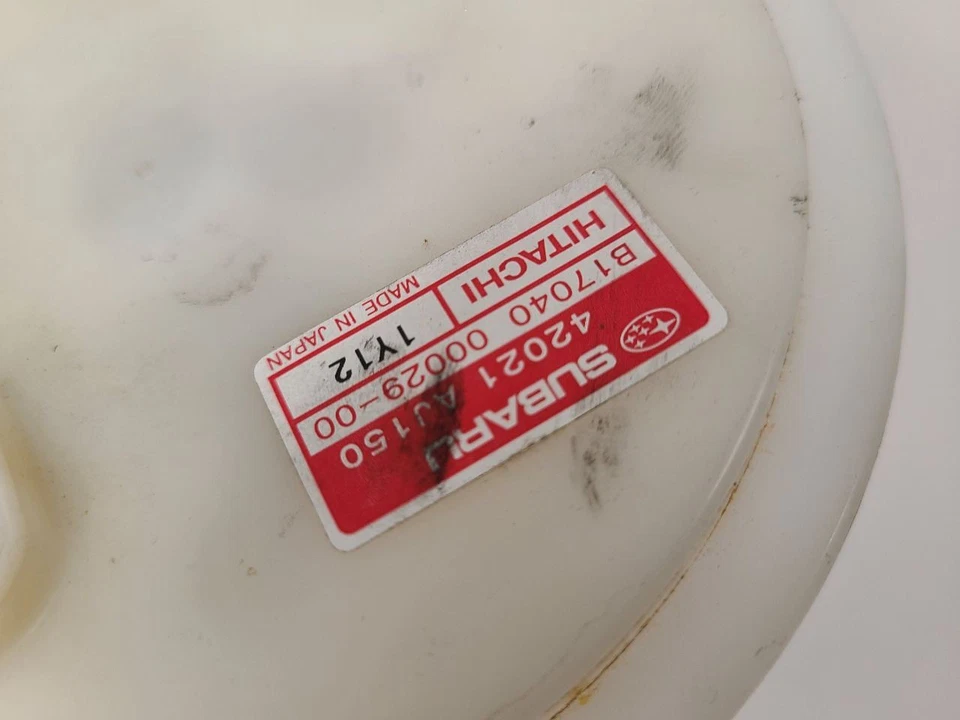 SUBARU
42021 AJ150
B17040 00029-00
HITACHI 1Y12
MADE IN JAPAN